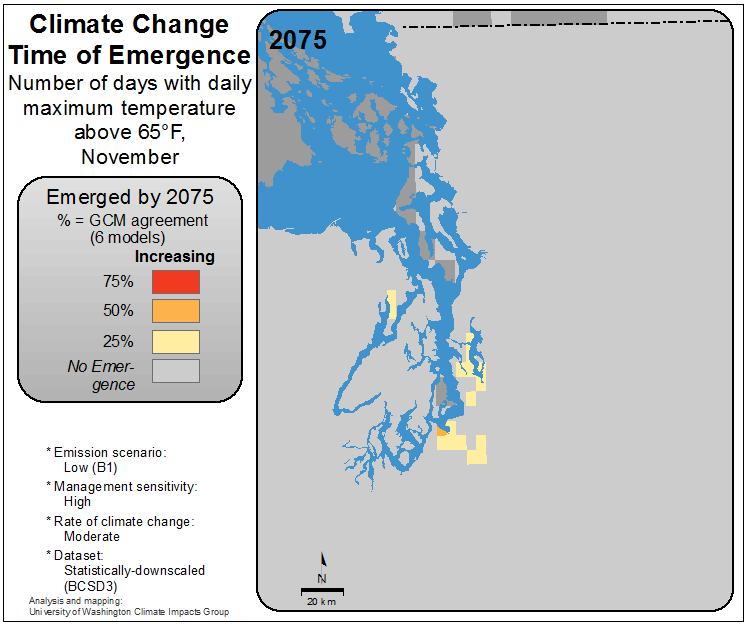 Climate Change
Time of Emergence
Number of days with daily
maximum temperature
above 65°F,
November
Emerged by 2075
% = GCM agreement
(6 models)
Increasing
75%
50%
25%
No Emer-
gence
* Emission scenario:
Low (B1)
* Management sensitivity:
High
* Rate of climate change:
Moderate
* Dataset:
Statistically-downscaled
(BCSD3)
Analysis and mapping:
University of Washington Climate Impacts Group
2075
N
20 km